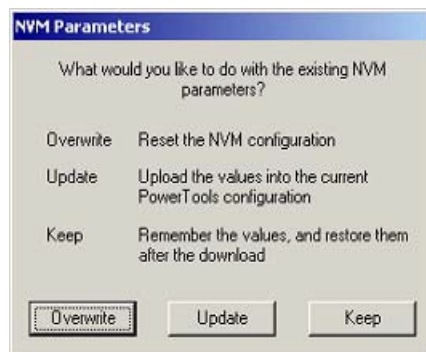 NVM Parameters
What would you like to do with the existing NVM
parameters?
Overwrite Reset the NVM configuration
Update Upload the values into the current
PowerTools configuration
Keep Remember the values, and restore them
after the download
Overwrite Update Keep